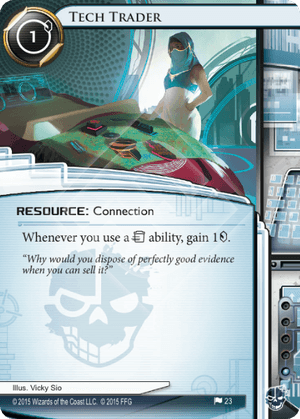 Tech Trader
1
RESOURCE: Connection
Whenever you use a ability, gain 1.
“Why would you dispose of perfectly good evidence
when you can sell it?”
Illus. Vicky Sio
© 2015 Wizards of the Coast LLC. © 2015 FFG
23